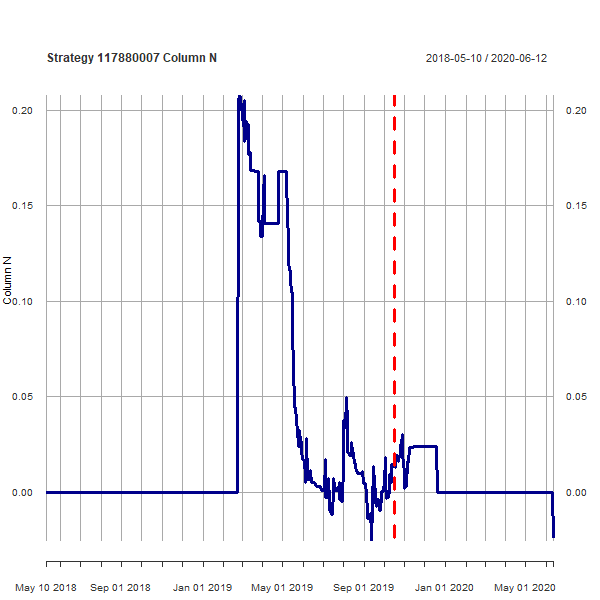 Strategy 117880007 Column N
2018-05-10 / 2020-06-12
0.20
0.20
0.15
0.15
0.10
0.10
0.05
0.05
0.00
0.00
Column N
May 10 2018
Sep 01 2018
Jan 01 2019
May 01 2019
Sep 01 2019
Jan 01 2020
May 01 2020